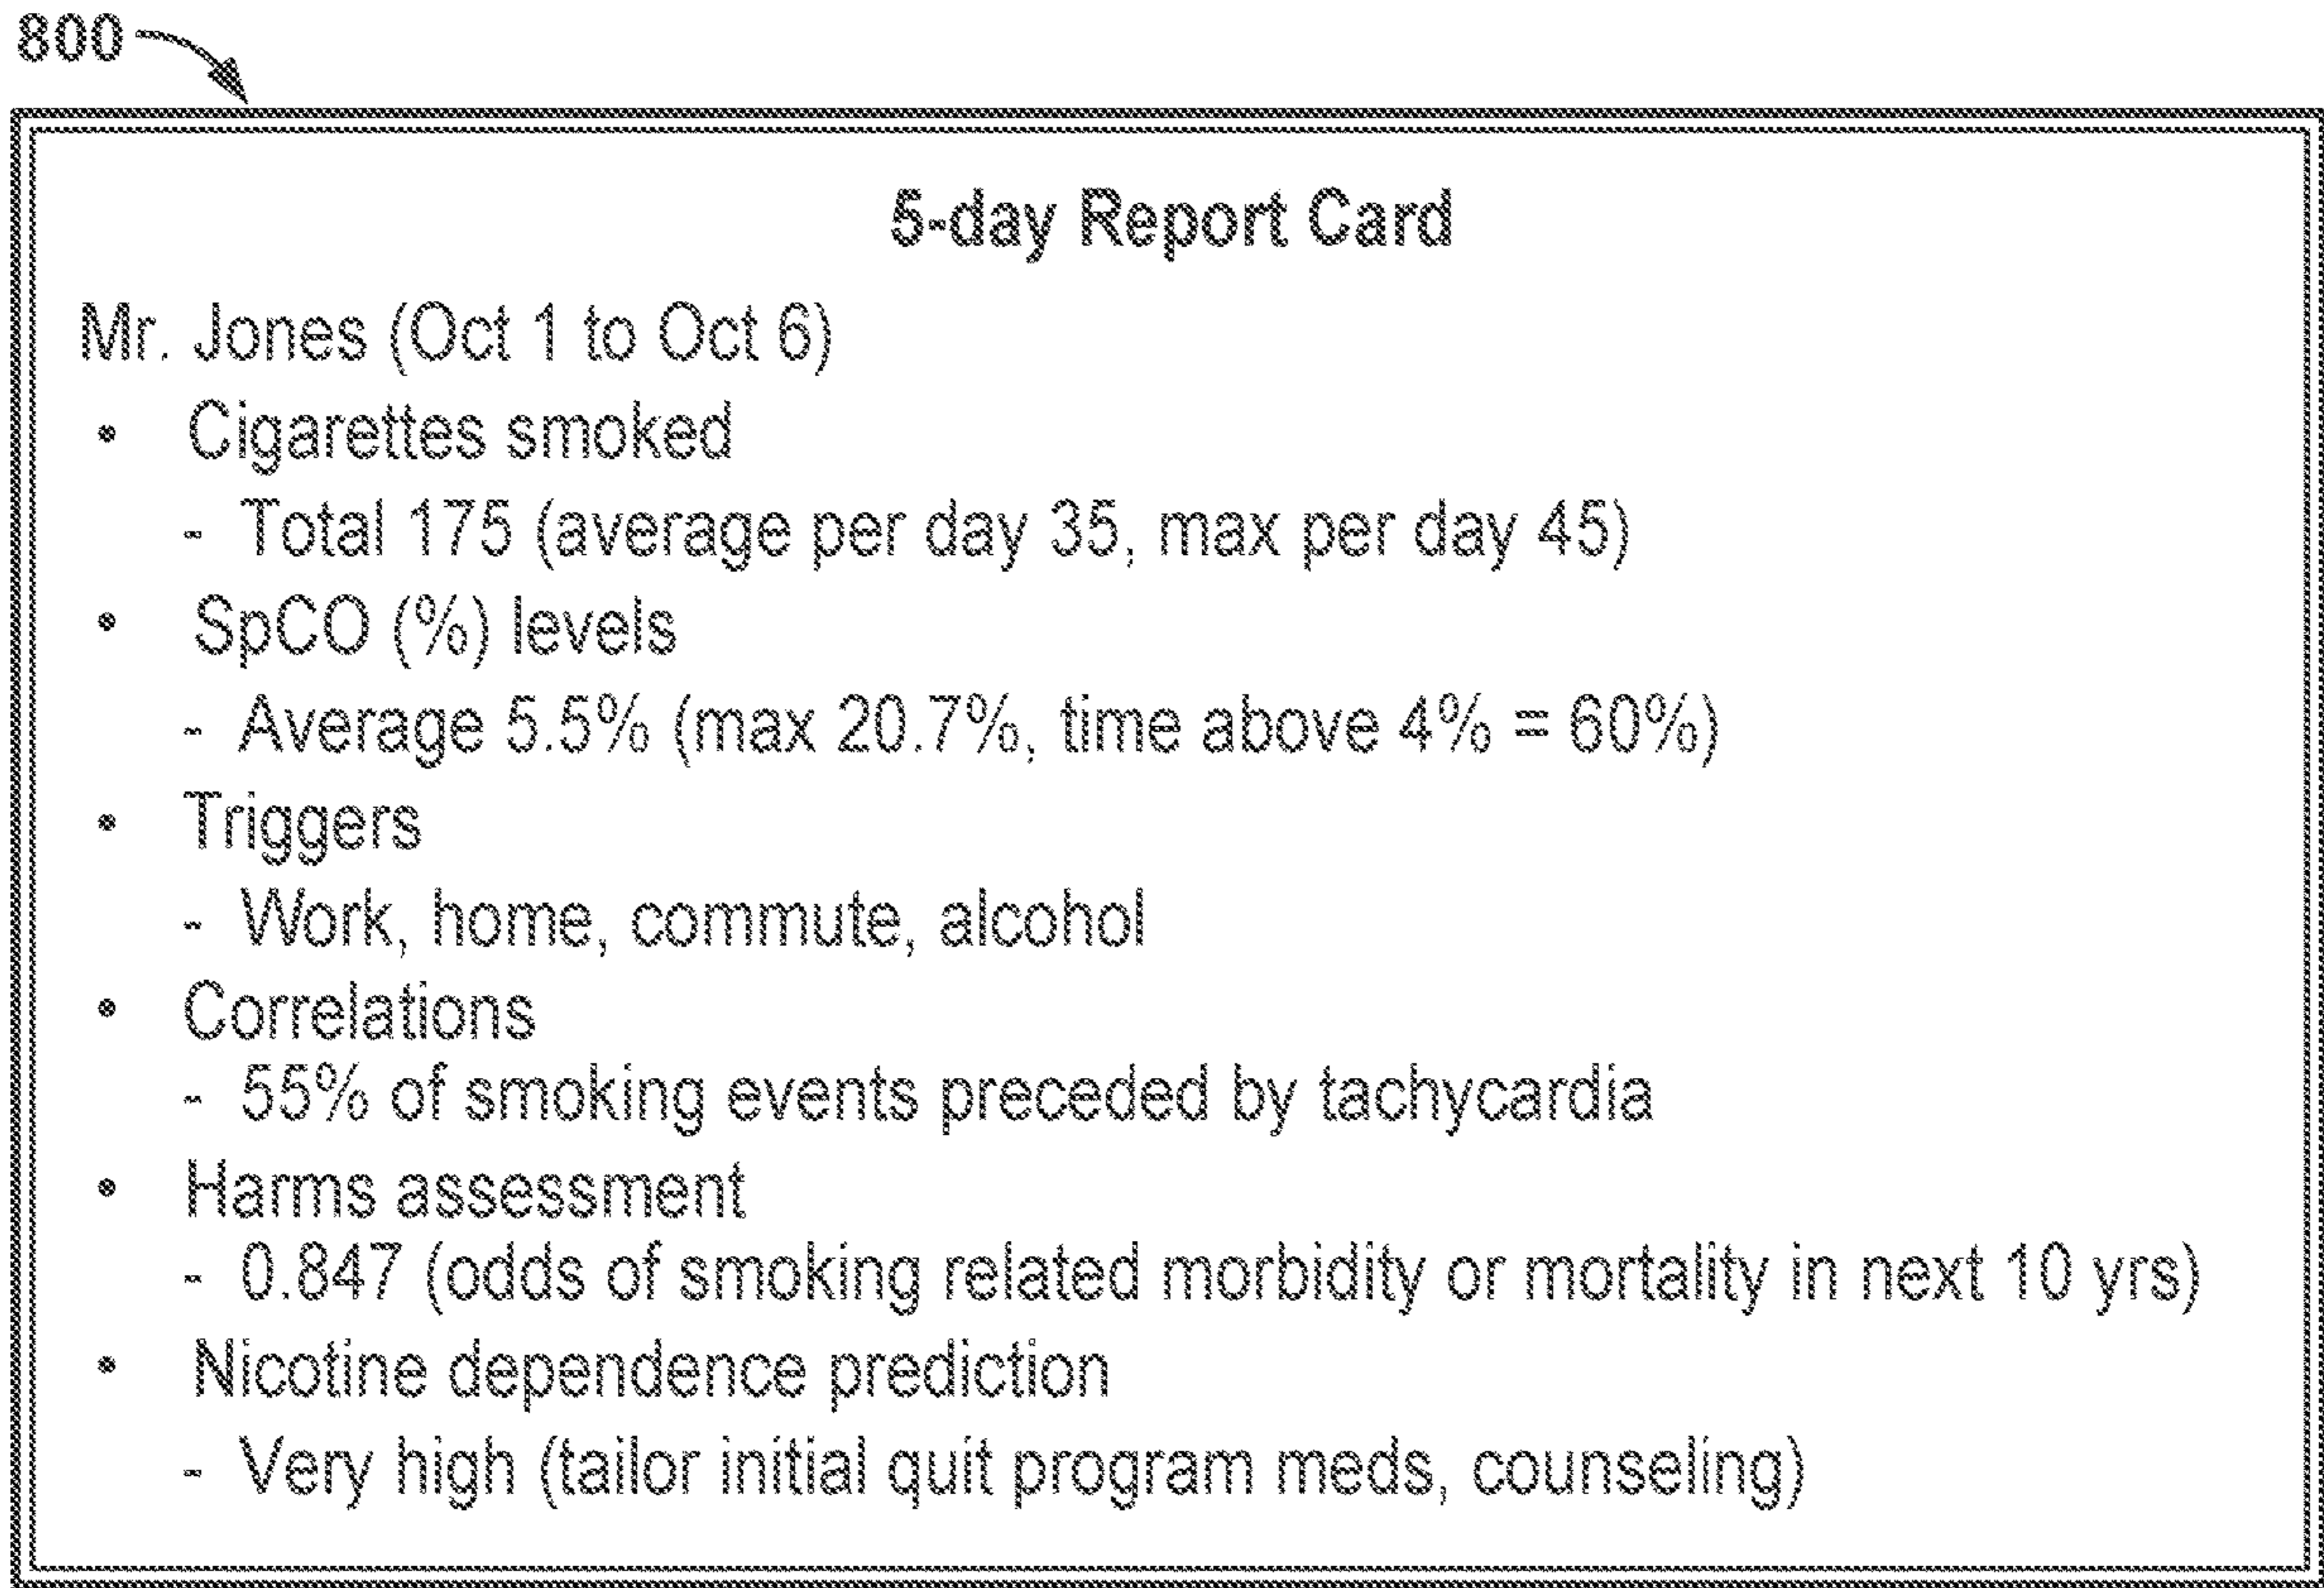 800
5-day Report Card
Mr. Jones (Oct 1 to Oct 6)
• Cigarettes smoked
- Total 175 (average per day 35, max per day 45)
• SpCO (%) levels
- Average 5.5% (max 20.7%, time above 4% = 60%)
• Triggers
- Work, home, commute, alcohol
• Correlations
- 55% of smoking events preceded by tachycardia
• Harms assessment
- 0.847 (odds of smoking related morbidity or mortality in next 10 yrs)
• Nicotine dependence prediction
- Very high (tailor initial quit program meds, counseling)